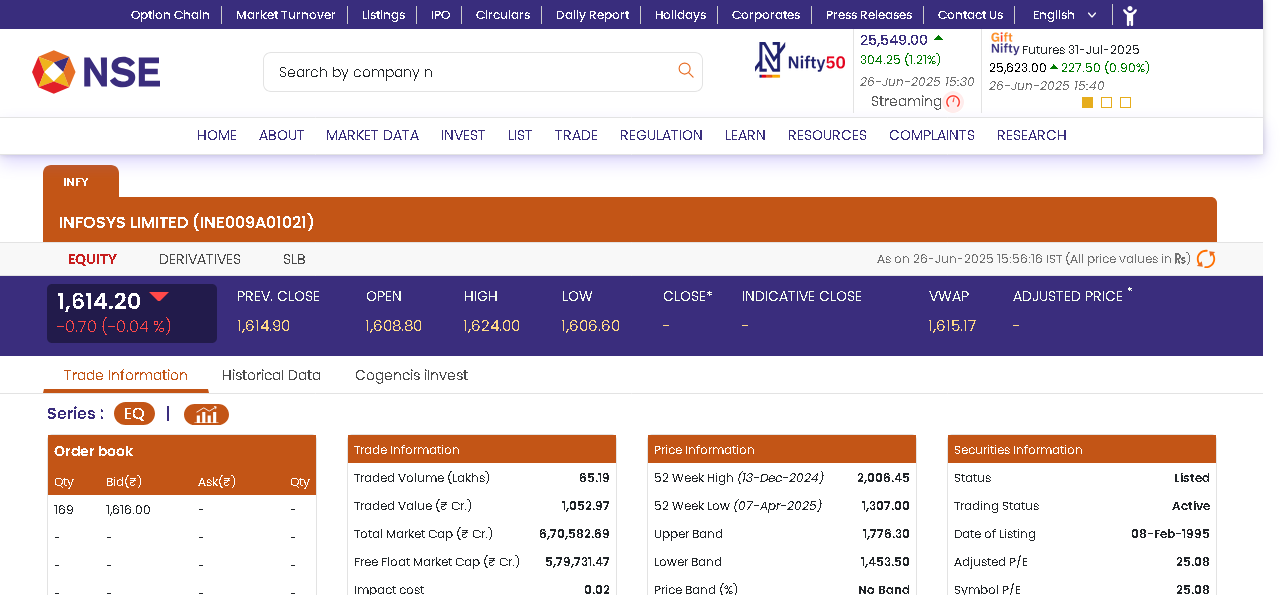 Option Chain Market Turnover Listings IPO Circulars Daily Report Holidays Corporates Press Releases Contact Us English
NSE
Search by company n
Nifty50
25,549.00
304.25 (1.21%)
26-Jun-2025 15:30
Streaming
Gift
Nifty Futures 31-Jul-2025
25,623.00 227.50 (0.90%)
26-Jun-2025 15:40
HOME ABOUT MARKET DATA INVEST LIST TRADE REGULATION LEARN RESOURCES COMPLAINTS RESEARCH
INFY
INFOSYS LIMITED (INE009A01021)
EQUITY DERIVATIVES SLB As on 26-Jun-2025 15:56:16 IST (All price values in Rs)
1,614.20
-0.70 (-0.04 %)
PREV. CLOSE OPEN HIGH LOW CLOSE* INDICATIVE CLOSE VWAP ADJUSTED PRICE *
1,614.90 1,608.80 1,624.00 1,606.60 - - 1,615.17 -
Trade Information Historical Data Cogencis iInvest
Series : EQ |
Order book
Qty Bid(₹) Ask(₹) Qty
169 1,616.00 - -
- - - -
- - - -
- - - -
Trade Information
Traded Volume (Lakhs) 65.19
Traded Value (₹ Cr.) 1,052.97
Total Market Cap (₹ Cr.) 6,70,582.69
Free Float Market Cap (₹ Cr.) 5,79,731.47
Impact cost 0.02
Price Information
52 Week High (13-Dec-2024) 2,006.45
52 Week Low (07-Apr-2025) 1,307.00
Upper Band 1,776.30
Lower Band 1,453.50
Price Band (%) No Band
Securities Information
Status Listed
Trading Status Active
Date of Listing 08-Feb-1995
Adjusted P/E 25.08
Symbol P/E 25.08